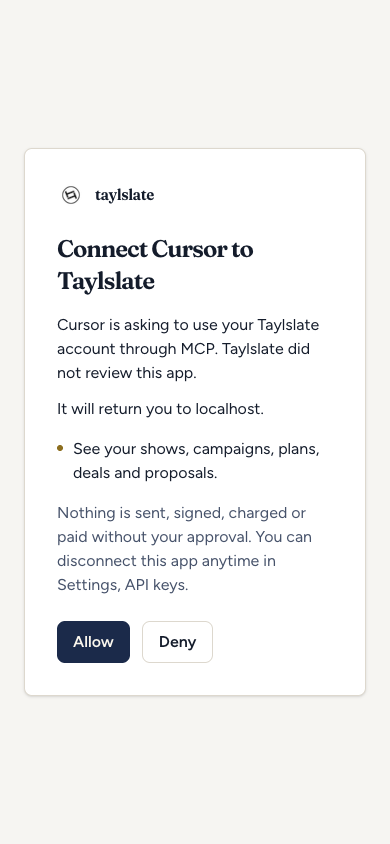 taylslate
Connect Cursor to
Taylslate
Cursor is asking to use your Taylslate
account through MCP. Taylslate did
not review this app.
It will return you to localhost.
See your shows, campaigns, plans,
deals and proposals.
Nothing is sent, signed, charged or
paid without your approval. You can
disconnect this app anytime in
Settings, API keys.
Allow
Deny